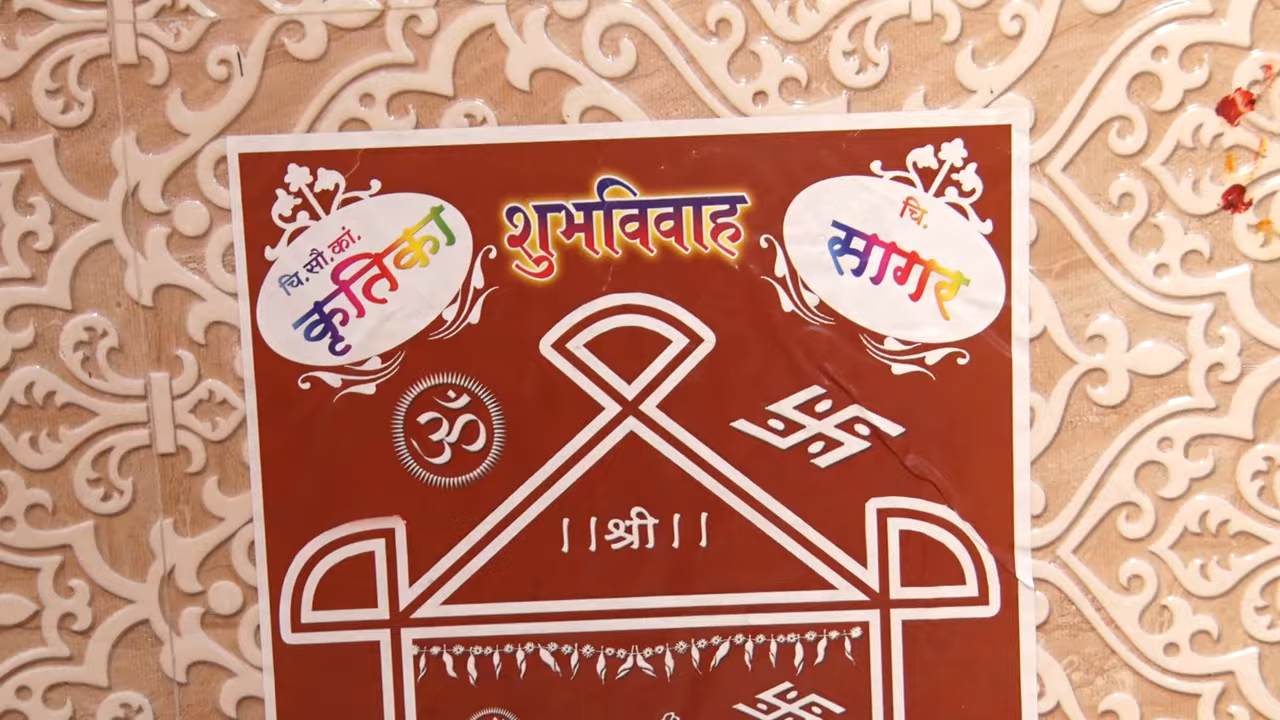 शुभविवाह
चि.सौ.कां.
कृतिका
चि.
सागर
ॐ
||श्री||